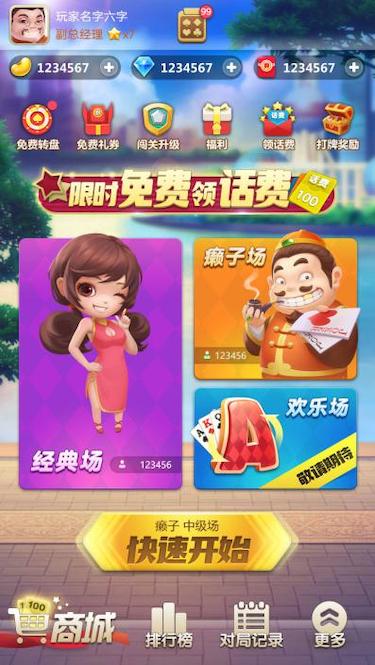 玩家名字六字
副总经理 x7
99
1234567
1234567
1234567
免费转盘
免费礼券
闯关升级
福利
话费
领话费
打牌奖励
限时免费领话费
话费
100
癞子场
123456
JOKER
经典场
123456
K
A
欢乐场
敬请期待
癞子 中级场
快速开始
100
商城
排行榜
对局记录
更多